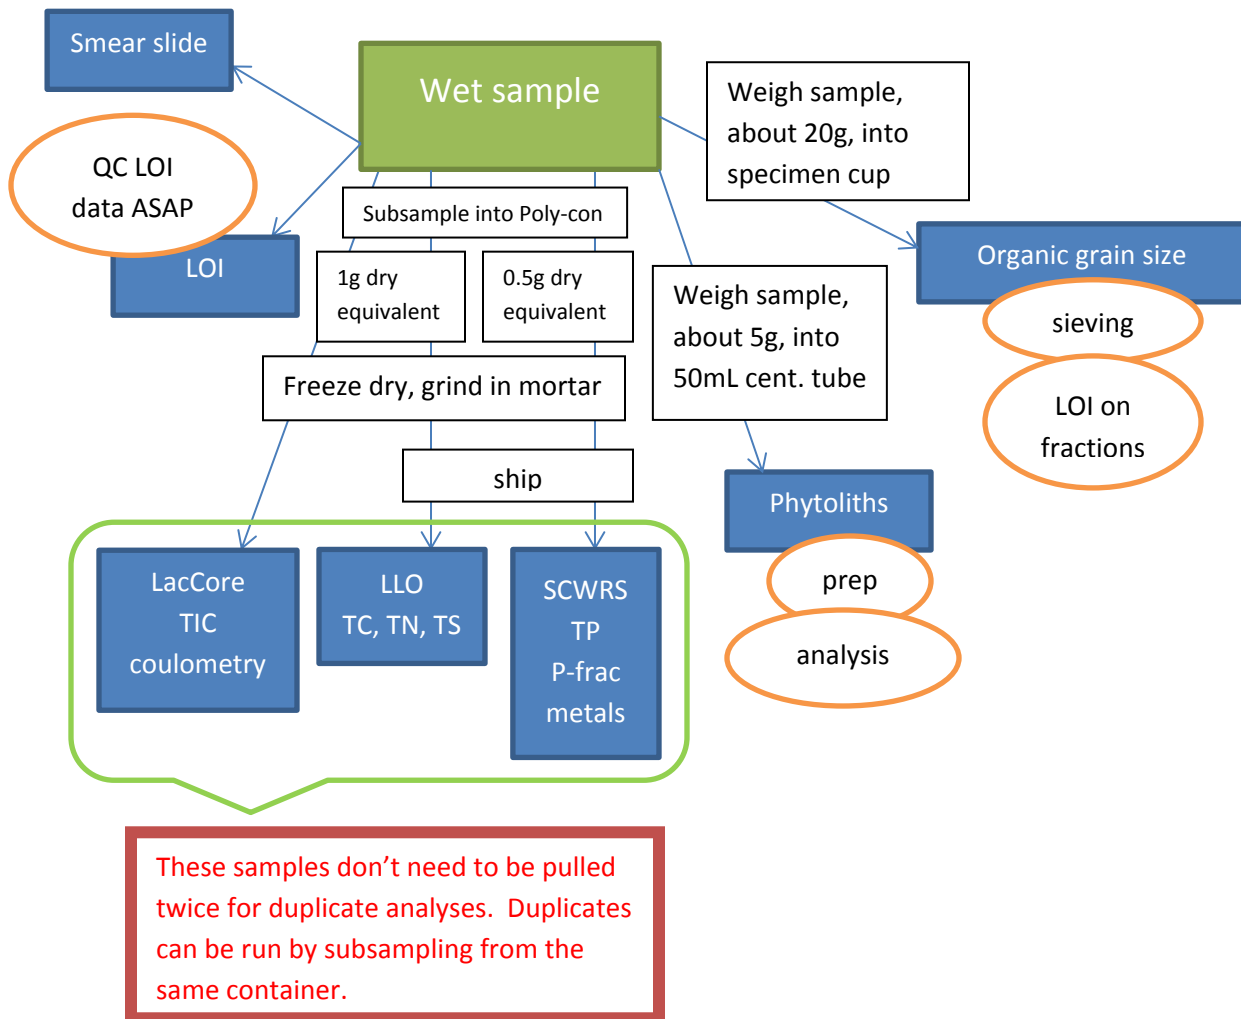 Smear slide
Wet sample
Weigh sample,
about 20g, into
specimen cup
QC LOI
data ASAP
LOI
Subsample into Poly-con
1g dry
equivalent
0.5g dry
equivalent
Weigh sample,
about 5g, into
50mL cent. tube
Organic grain size
sieving
LOI on
fractions
Freeze dry, grind in mortar
ship
Phytoliths
prep
analysis
LacCore
TIC
coulometry
LLO
TC, TN, TS
SCWRS
TP
P-frac
metals
These samples don’t need to be pulled
twice for duplicate analyses.  Duplicates
can be run by subsampling from the
same container.